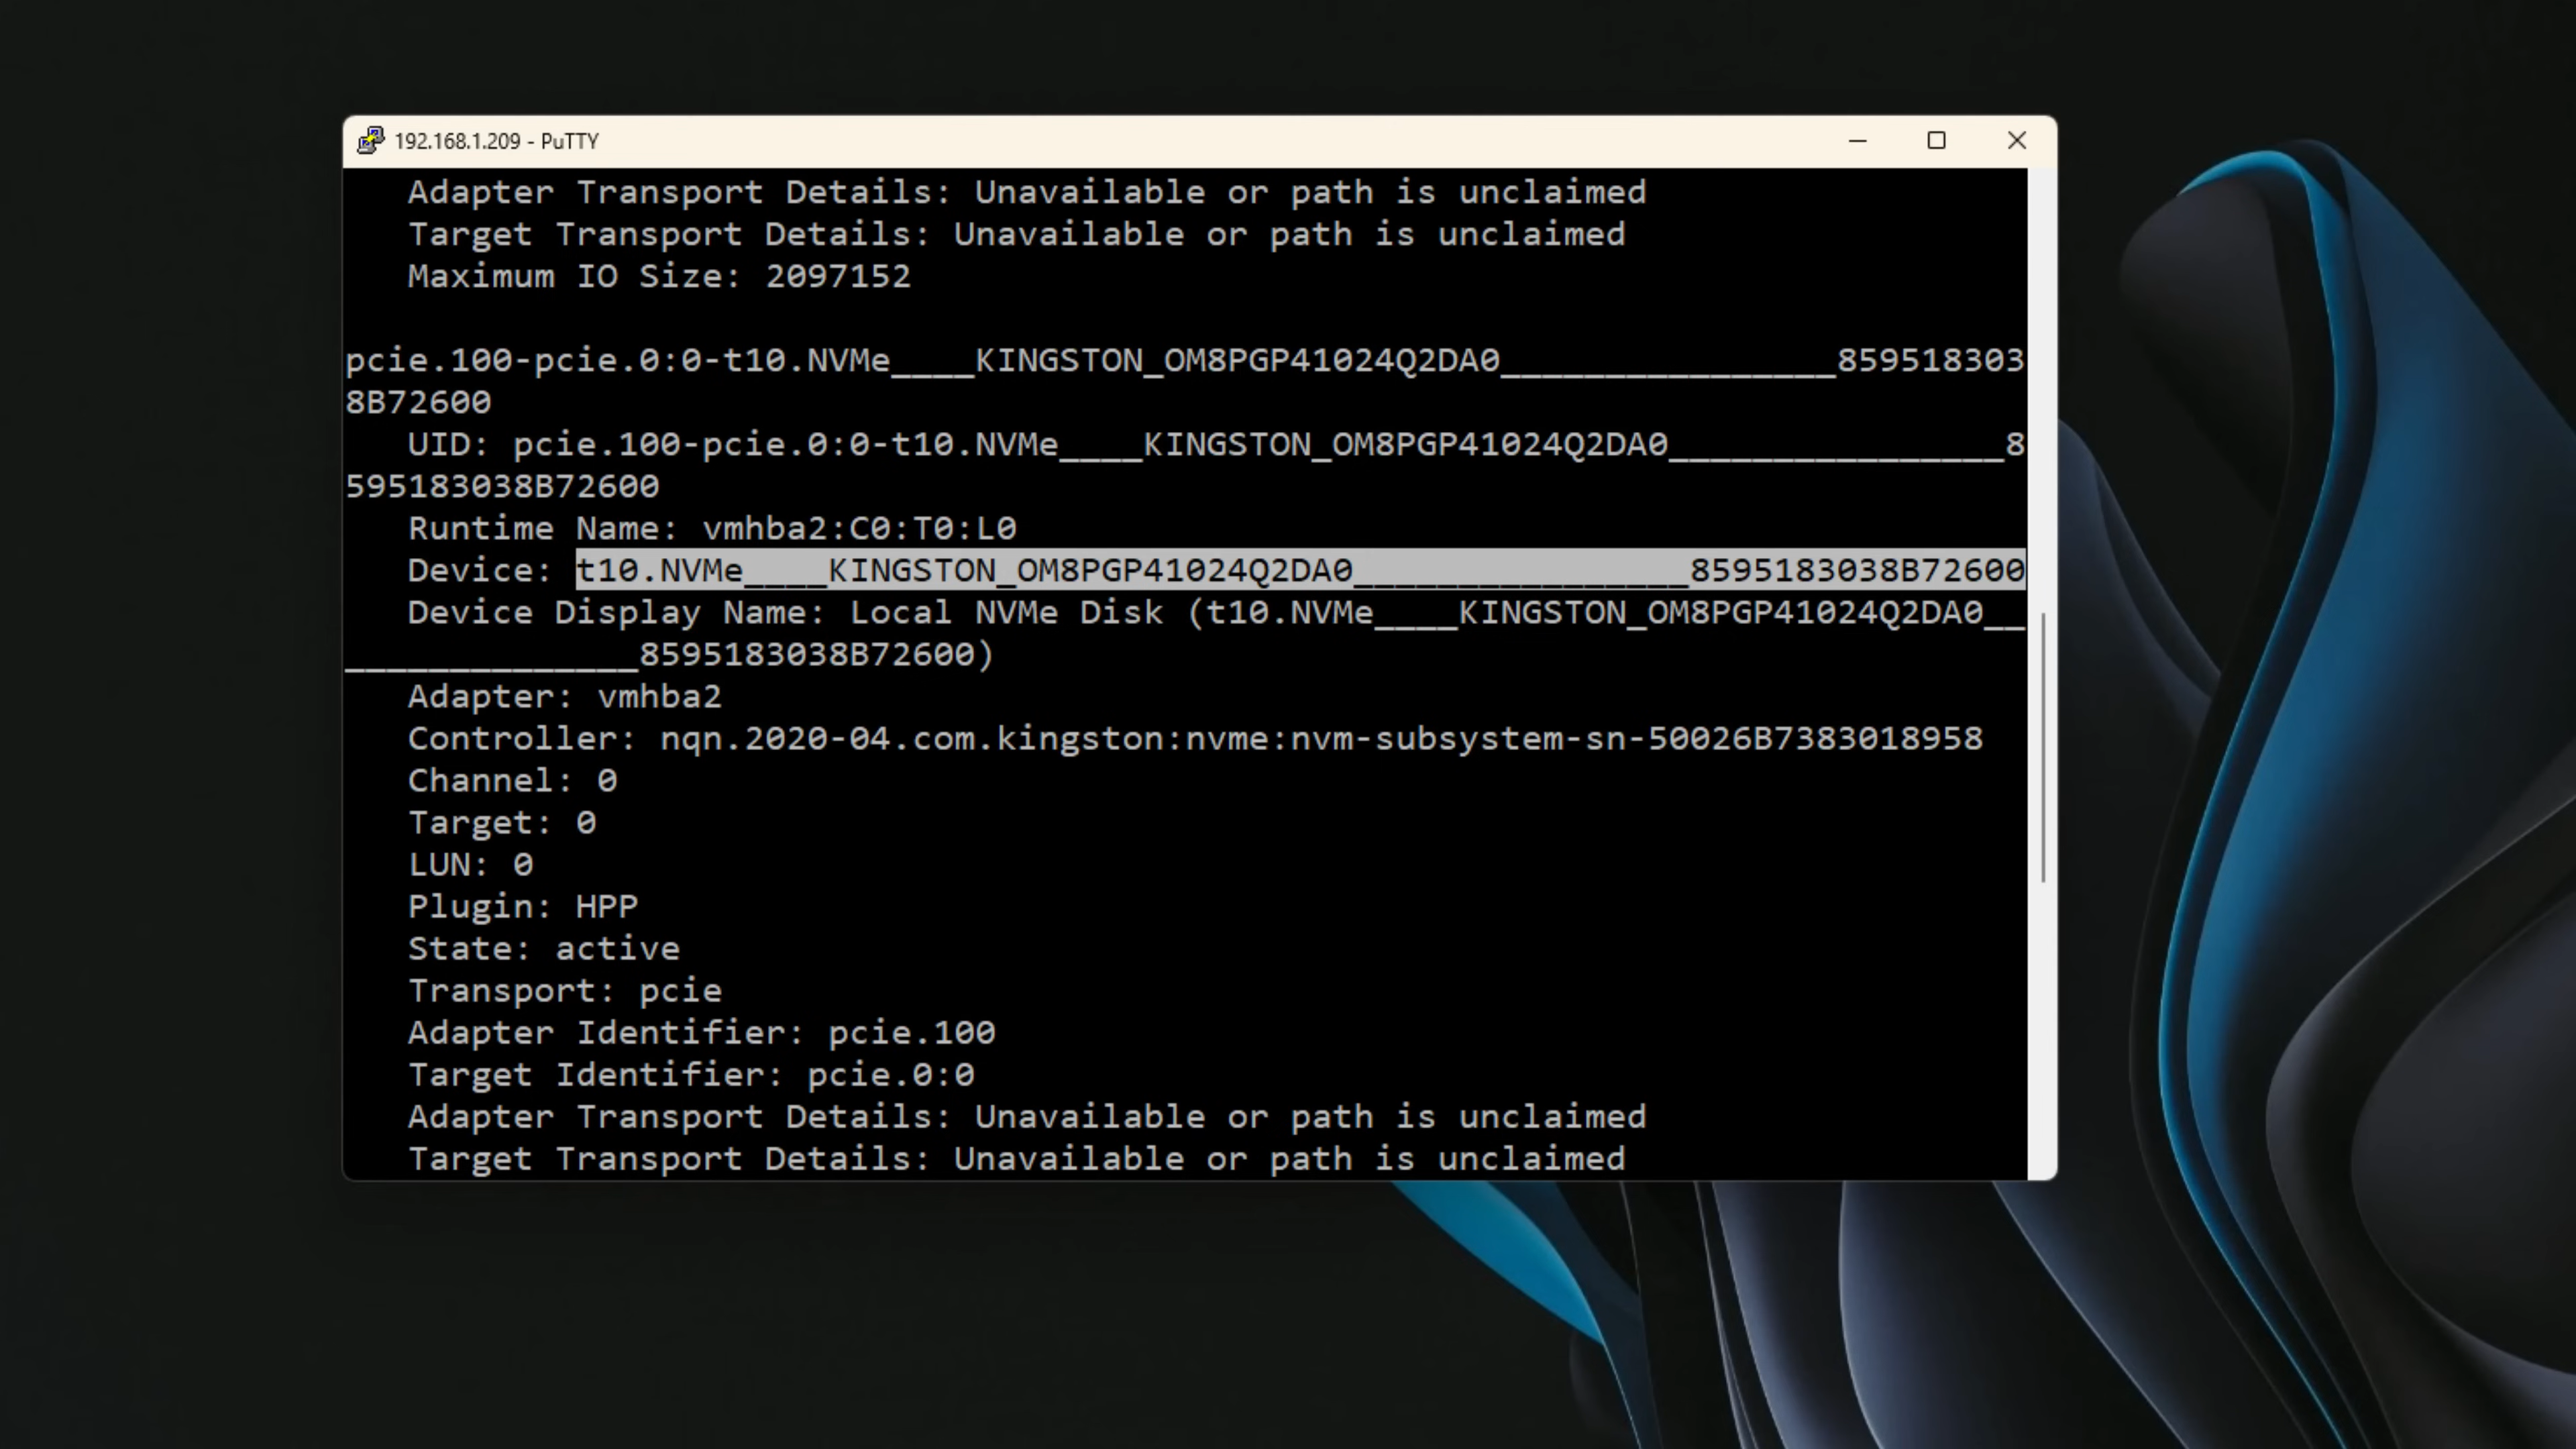 192.168.1.209 - PuTTY
Adapter Transport Details: Unavailable or path is unclaimed
Target Transport Details: Unavailable or path is unclaimed
Maximum IO Size: 2097152
pcie.100-pcie.0:0-t10.NVMe____KINGSTON_OM8PGP41024Q2DA0________________859518303
8B72600
UID: pcie.100-pcie.0:0-t10.NVMe____KINGSTON_OM8PGP41024Q2DA0________________8
595183038B72600
Runtime Name: vmhba2:C0:T0:L0
Device: t10.NVMe____KINGSTON_OM8PGP41024Q2DA0________________8595183038B72600
Device Display Name: Local NVMe Disk (t10.NVMe____KINGSTON_OM8PGP41024Q2DA0__
______________8595183038B72600)
Adapter: vmhba2
Controller: nqn.2020-04.com.kingston:nvme:nvm-subsystem-sn-50026B7383018958
Channel: 0
Target: 0
LUN: 0
Plugin: HPP
State: active
Transport: pcie
Adapter Identifier: pcie.100
Target Identifier: pcie.0:0
Adapter Transport Details: Unavailable or path is unclaimed
Target Transport Details: Unavailable or path is unclaimed